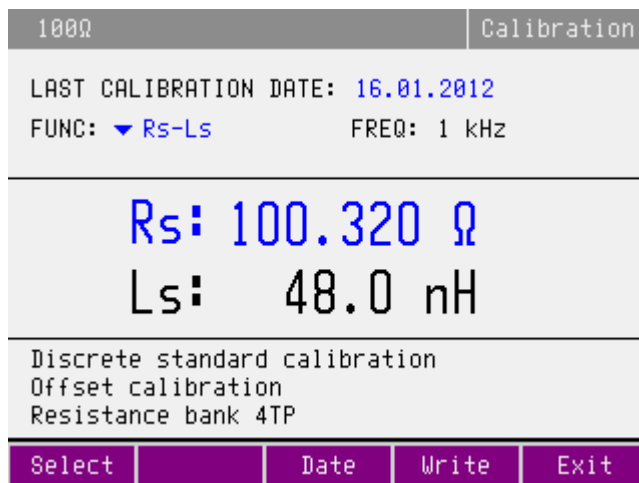 100Ω Calibration
LAST CALIBRATION DATE: 16.01.2012
FUNC: Rs-Ls FREQ: 1 kHz
Rs: 100.320 Ω
Ls: 48.0 nH
Discrete standard calibration
Offset calibration
Resistance bank 4TP
Select Date Write Exit